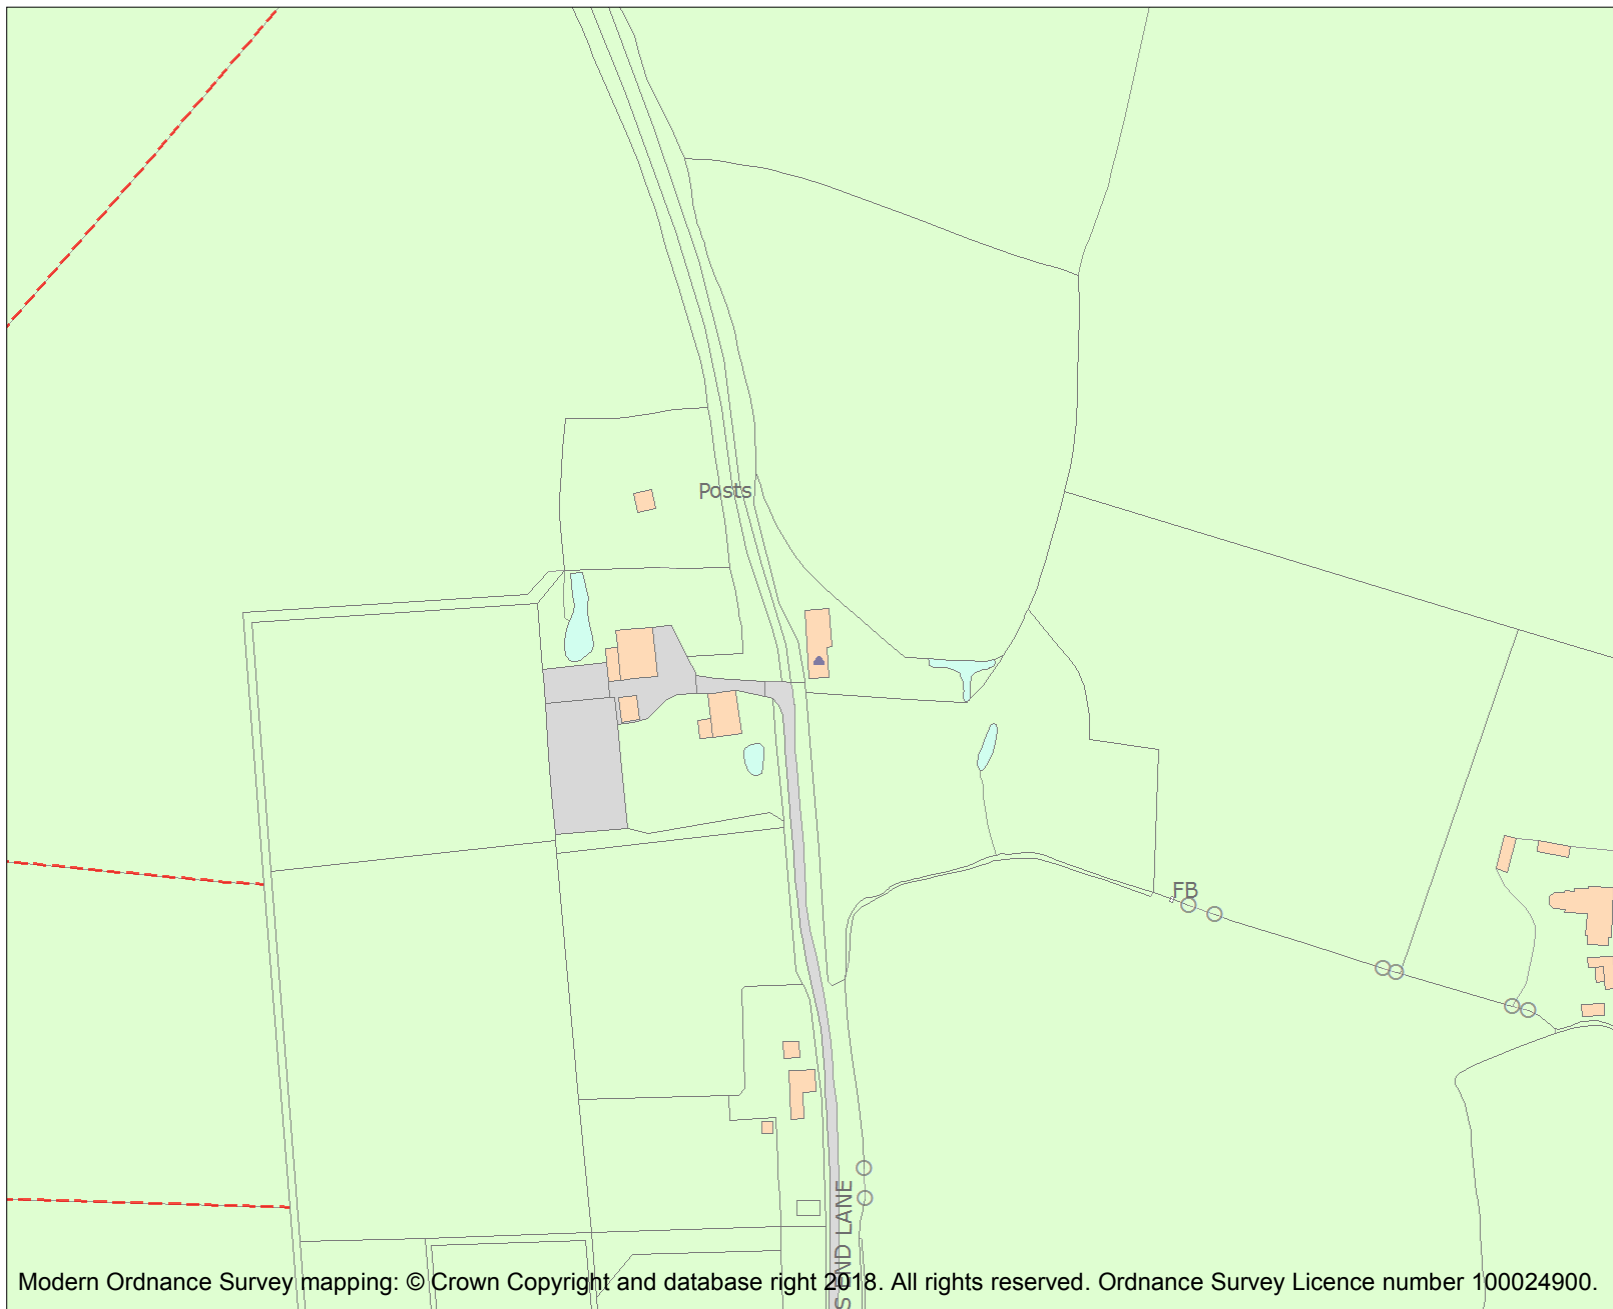 Posts
FB
S END LANE
Modern Ordnance Survey mapping: © Crown Copyright and database right 2018. All rights reserved. Ordnance Survey Licence number 100024900.